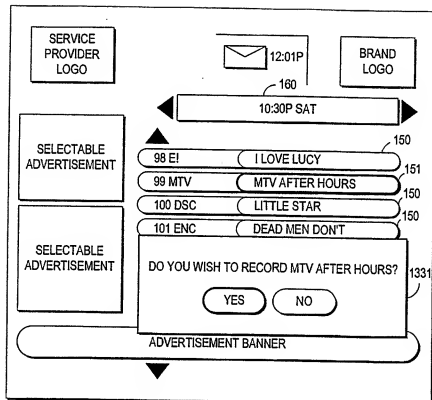 SERVICE
PROVIDER
LOGO
12:01P
BRAND
LOGO
160
10:30P SAT
SELECTABLE
ADVERTISEMENT
150
98 E! I LOVE LUCY
151
99 MTV MTV AFTER HOURS
150
100 DSC LITTLE STAR
150
101 ENC DEAD MEN DON'T
SELECTABLE
ADVERTISEMENT
DO YOU WISH TO RECORD MTV AFTER HOURS?
1331
YES NO
ADVERTISEMENT BANNER